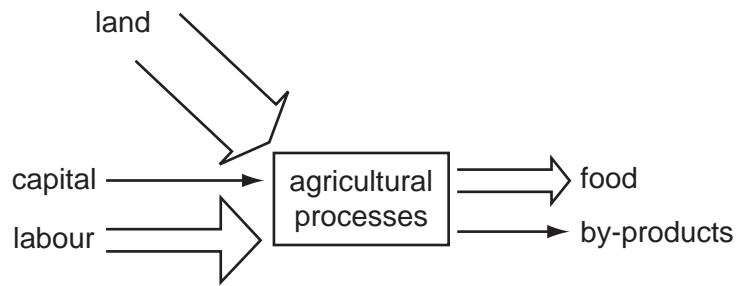 land
capital
labour
agricultural
processes
food
by-products